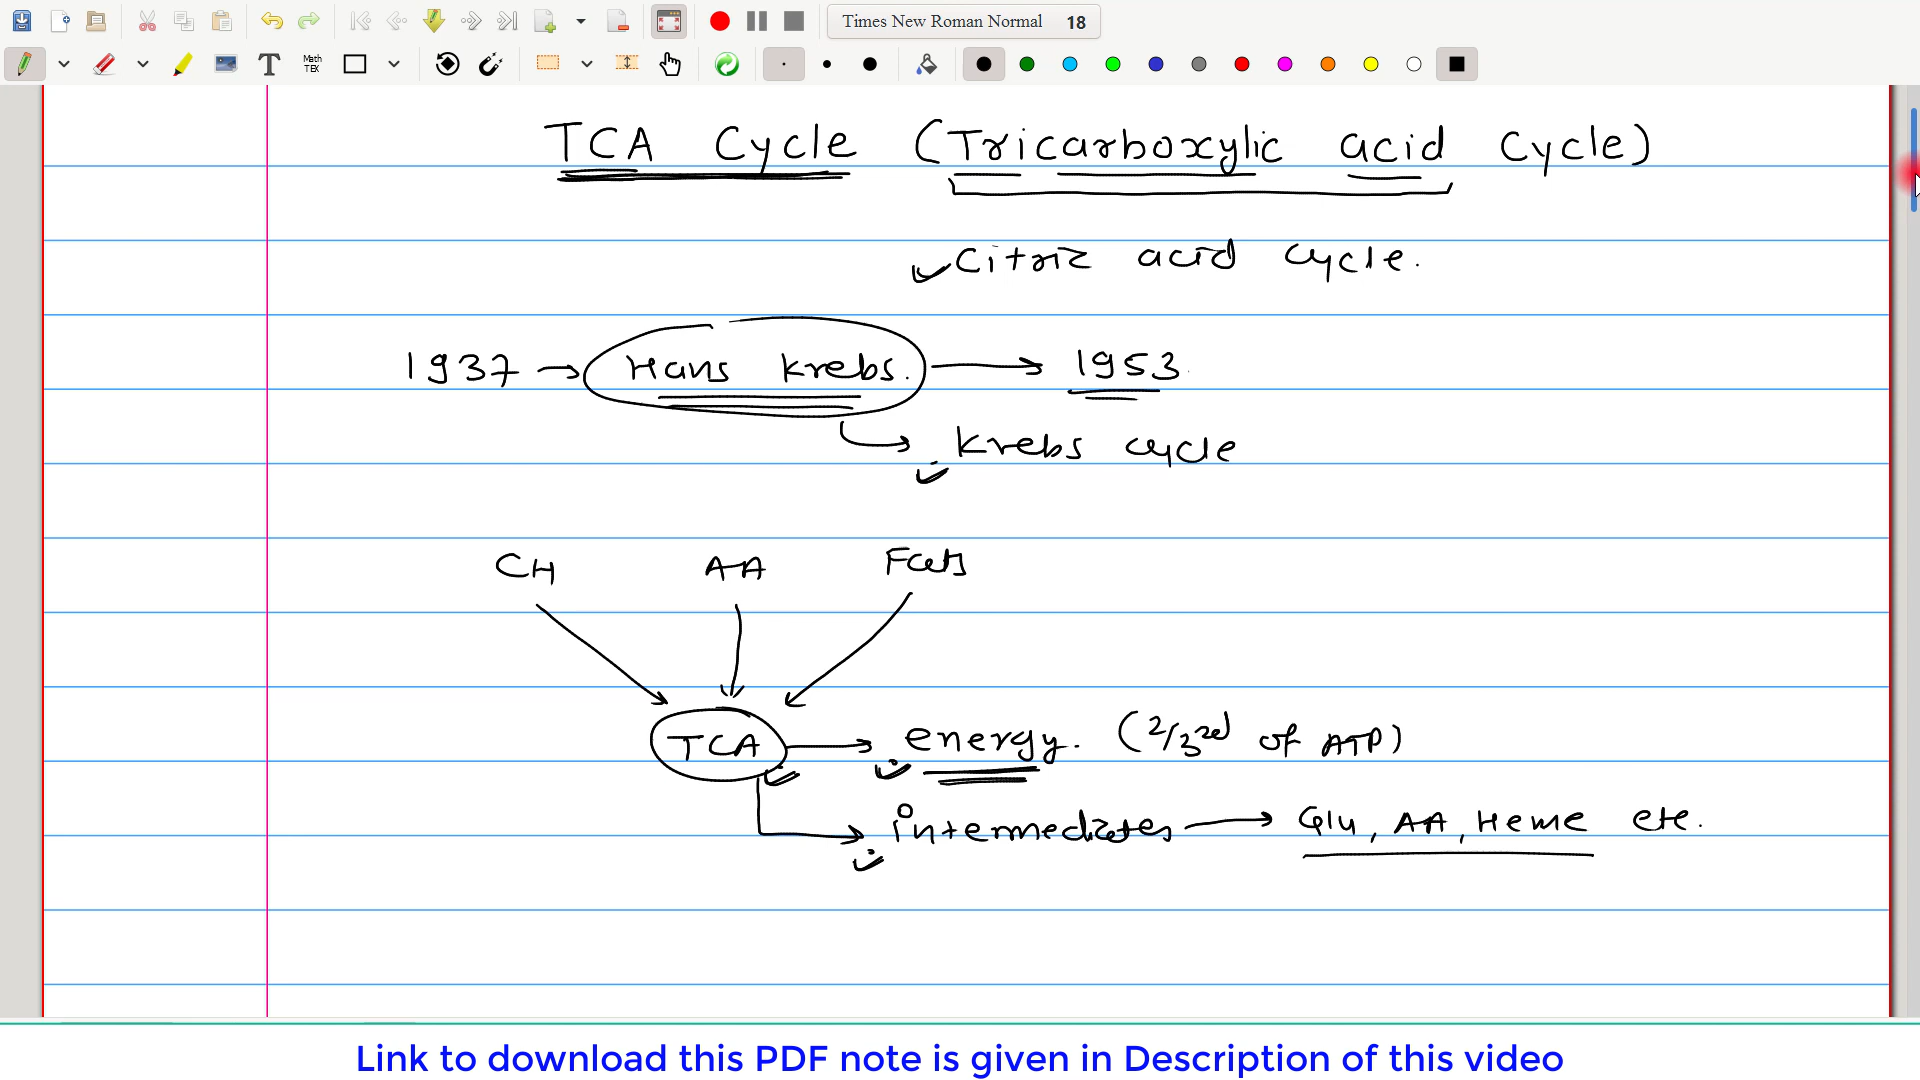 Times New Roman Normal 18
Math TEX
TCA Cycle (Tricarboxylic acid Cycle)
Citric acid cycle.
1937 → Hans Krebs. → 1953
Krebs cycle
CH AA Fats
TCA → energy. (2/3rd of ATP)
intermediates → Glu, AA, Heme etc.
Link to download this PDF note is given in Description of this video